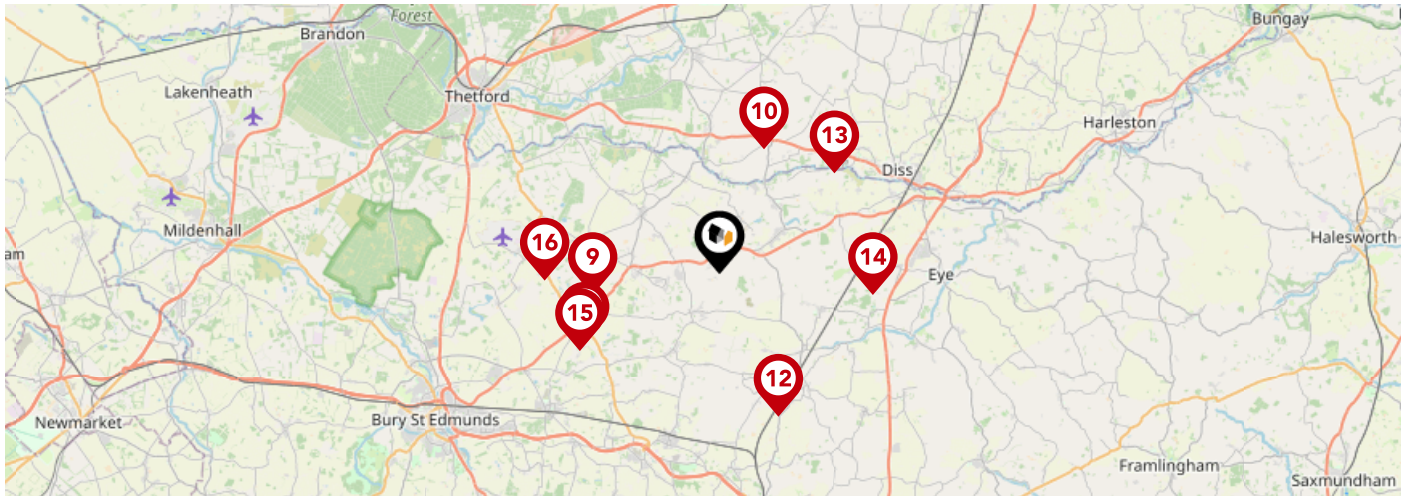 Forest
Brandon
Bungay
Lakenheath
Thetford
10
13
Harleston
Diss
Mildenhall
16
9
14
Halesworth
am
Eye
15
12
Newmarket
Bury St Edmunds
Framlingham
Saxmundham